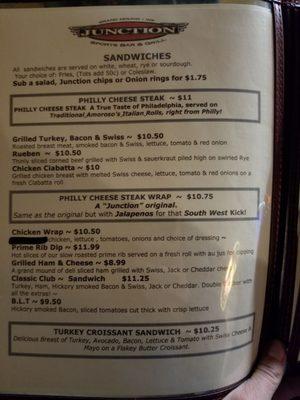 GRAND MOUND • WA
JUNCTION
SPORTS BAR & GRILL
SANDWICHES
All sandwiches are served on white, wheat, rye or sourdough.
Your choice of: Fries, (Tots add 50c) or Coleslaw.
Sub a salad, Junction chips or Onion rings for $1.75
PHILLY CHEESE STEAK ~ $11
PHILLY CHEESE STEAK A True Taste of Philadelphia, served on
Traditional,Amoroso's,Italian,Rolls, right from Philly!
Grilled Turkey, Bacon & Swiss ~ $10.50
Roasted breast meat, smoked bacon & Swiss, lettuce, tomato & red onion
Rueben ~ $10.50
Thinly sliced corned beef grilled with Swiss & sauerkraut piled high on swirled Rye
Chicken Ciabatta ~ $10
Grilled chicken breast with melted Swiss cheese, lettuce, tomato & red onions on a
fresh Ciabatta roll
PHILLY CHEESE STEAK WRAP ~ $10.75
A "Junction" original.
Same as the original but with Jalapenos for that South West Kick!
Chicken Wrap ~ $10.50
chicken, lettuce , tomatoes, onions and choice of dressing ~
Prime Rib Dip ~ $11.99
Hot slices of our slow roasted prime rib served on a fresh roll with au jus for dipping
Grilled Ham & Cheese ~ $8.99
A grand mound of deli sliced ham grilled with Swiss, Jack or Cheddar cheese
Classic Club ~ Sandwich $11.25
Turkey, Ham, Hickory smoked Bacon & Swiss, Jack or Cheddar. Double with
all the extras! ~
B.L.T ~ $9.50
Hickory smoked Bacon, sliced tomatoes cut thick with crisp lettuce
TURKEY CROISSANT SANDWICH ~ $10.25
Delicious Breast of Turkey, Avocado, Bacon, Lettuce & Tomato with Swiss Cheese &
Mayo on a Flakey Butter Croissant.